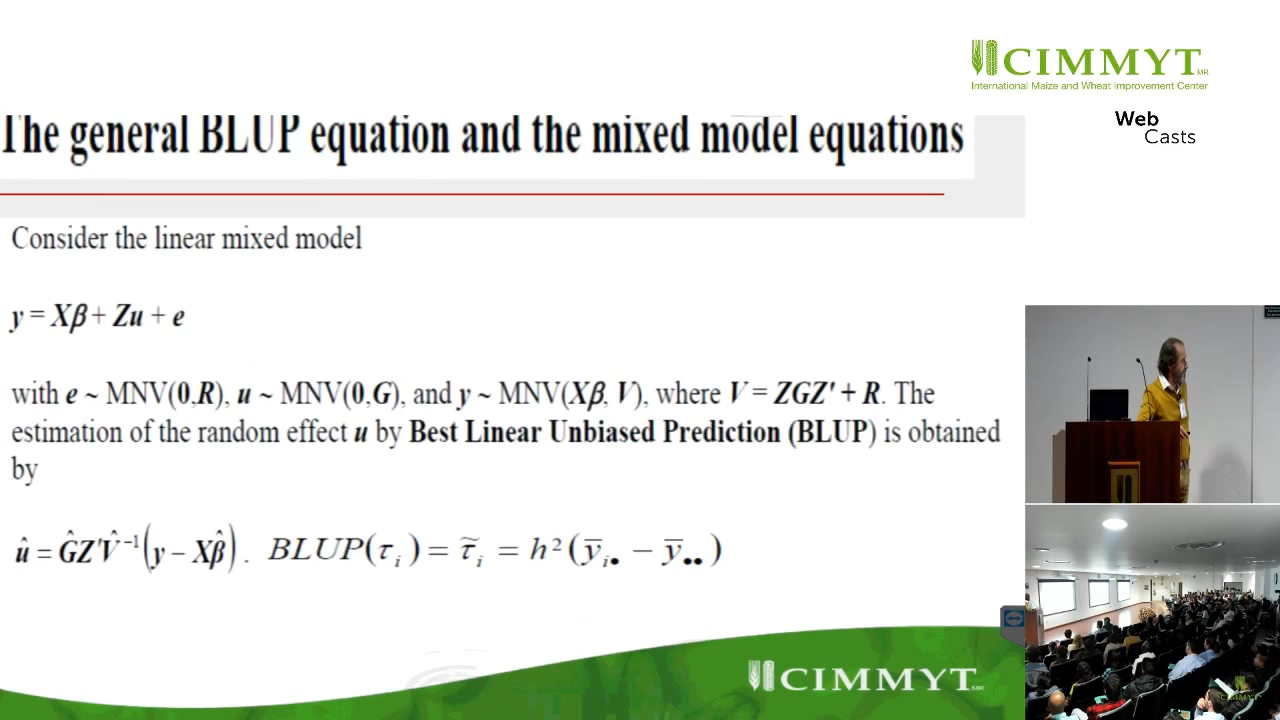 CIMMYT MR
International Maize and Wheat Improvement Center
Web
Casts
The general BLUP equation and the mixed model equations
Consider the linear mixed model
y = Xβ + Zu + e
with e ~ MNV(0,R), u ~ MNV(0,G), and y ~ MNV(Xβ, V), where V = ZGZ' + R. The
estimation of the random effect u by Best Linear Unbiased Prediction (BLUP) is obtained
by
û = ĜZ'V̂⁻¹(y − Xβ̂) . BLUP(τᵢ) = τ̃ᵢ = h²(y̅ᵢ• − y̅••)
CIMMYT MR